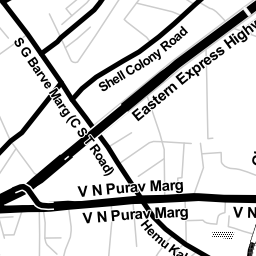 S G Barve Marg (C S T Road)
Shell Colony Road
Eastern Express Highw
V N Purav Marg
V N Purav Marg
V N
Hemu Kal